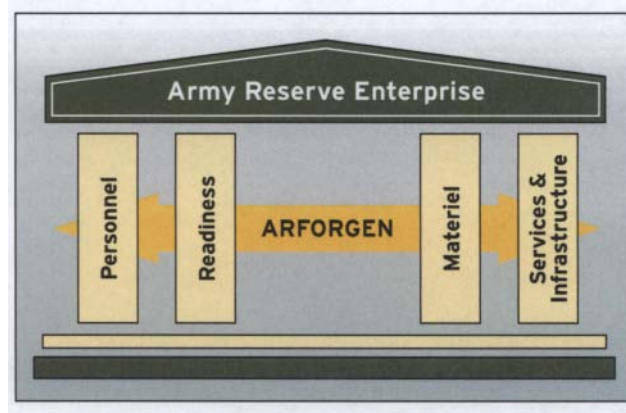 Army Reserve Enterprise
Personnel
Readiness
ARFORGEN
Materiel
Services &
Infrastructure